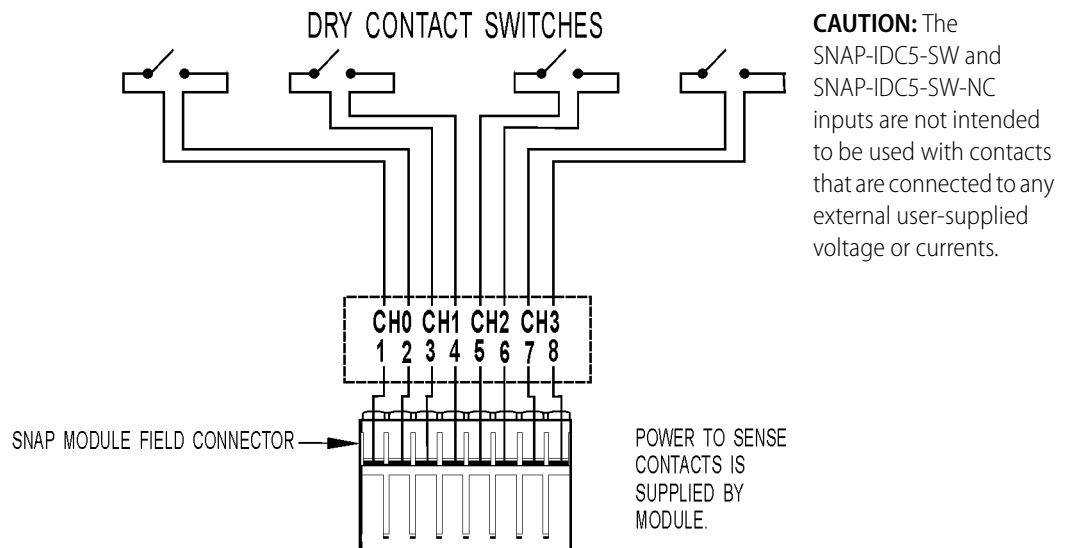 DRY CONTACT SWITCHES
CAUTION: The
SNAP-IDC5-SW and
SNAP-IDC5-SW-NC
inputs are not intended
to be used with contacts
that are connected to any
external user-supplied
voltage or currents.
CH0 CH1 CH2 CH3
1 2 3 4 5 6 7 8
SNAP MODULE FIELD CONNECTOR
POWER TO SENSE
CONTACTS IS
SUPPLIED BY
MODULE.